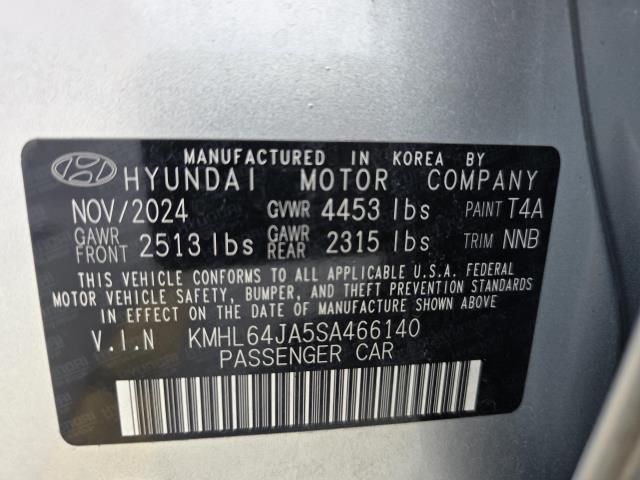 MANUFACTURED IN KOREA BY
HYUNDAI MOTOR COMPANY
NOV/2024 GVWR 4453 lbs PAINT T4A
GAWR FRONT 2513 lbs GAWR REAR 2315 lbs TRIM NNB
THIS VEHICLE CONFORMS TO ALL APPLICABLE U.S.A. FEDERAL
MOTOR VEHICLE SAFETY, BUMPER, AND THEFT PREVENTION STANDARDS
IN EFFECT ON THE DATE OF MANUFACTURE SHOWN ABOVE.
V.I.N KMHL64JA5SA466140
PASSENGER CAR